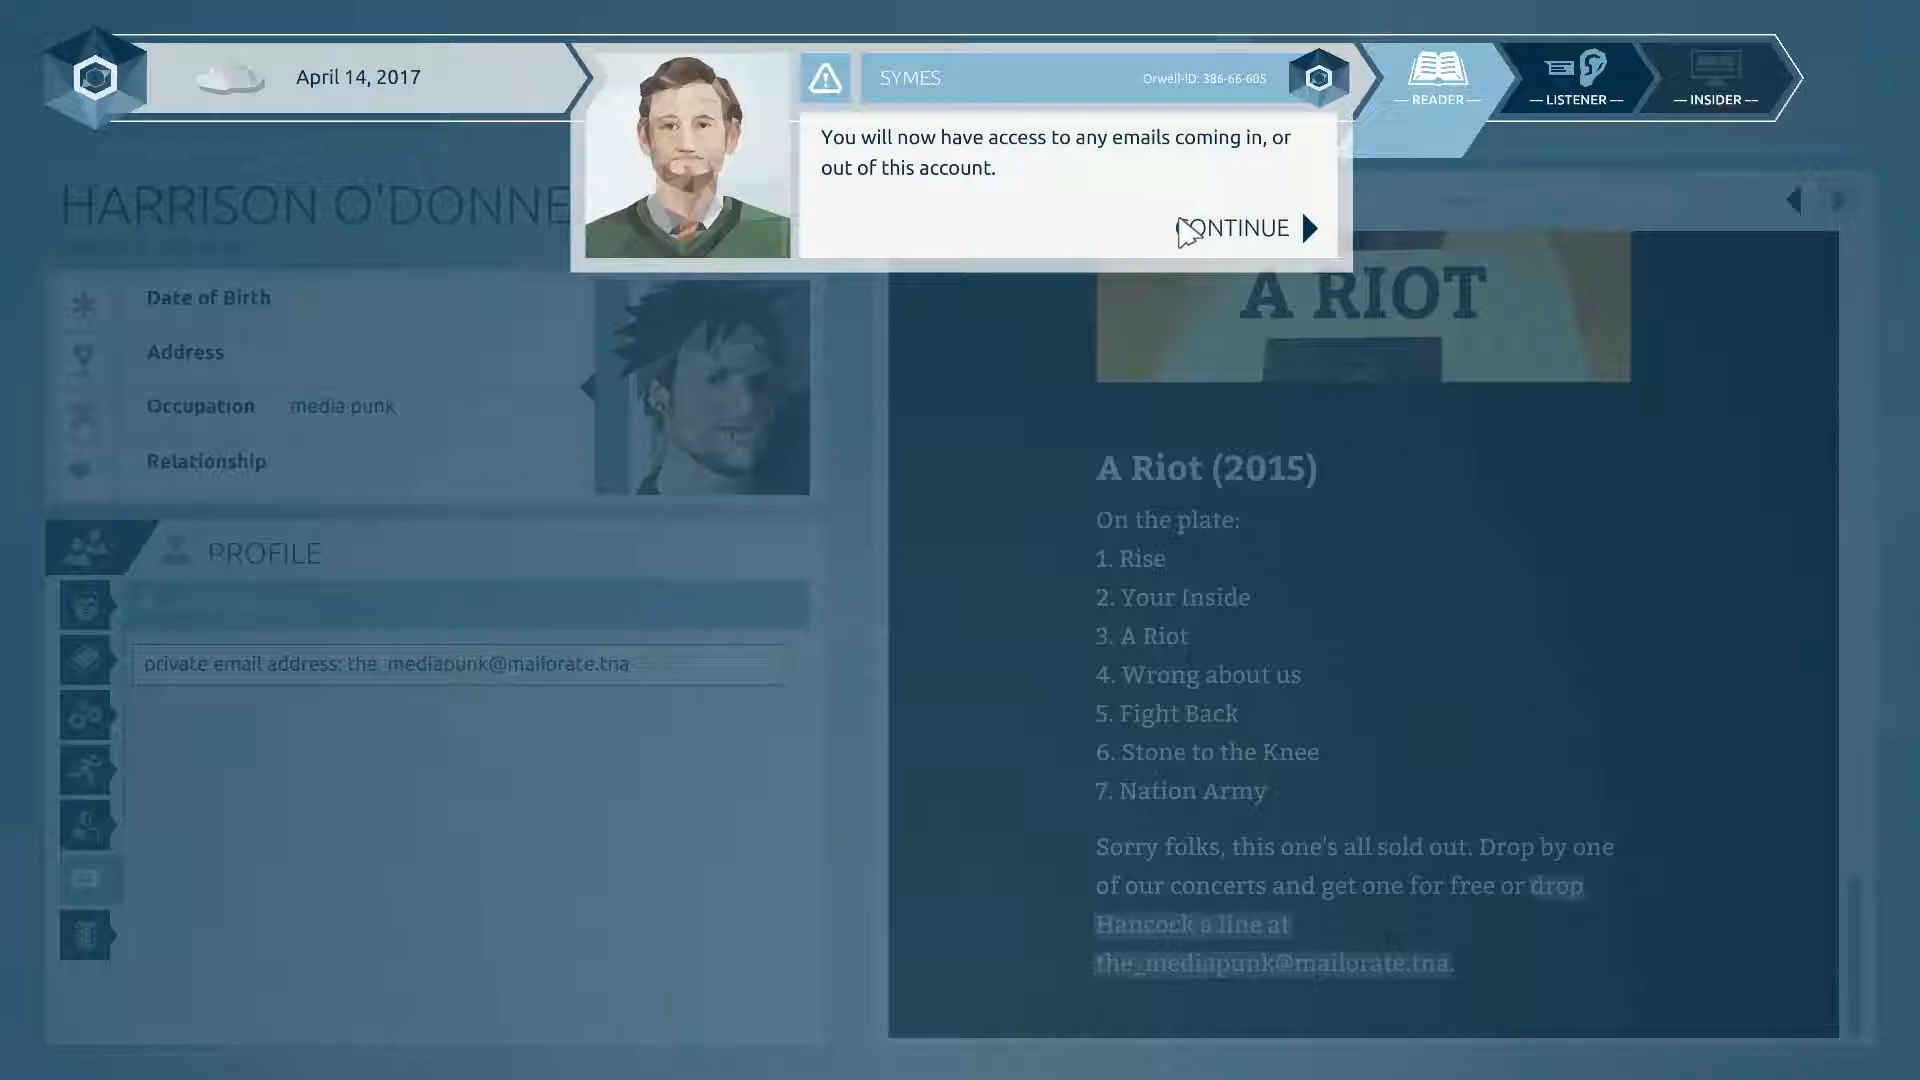 April 14, 2017
SYMES
Orwell-ID: 386-66-605
You will now have access to any emails coming in, or
out of this account.
CONTINUE
— READER —
— LISTENER —
— INSIDER —
HARRISON O'DONNE
Date of Birth
Address
Occupation media punk
Relationship
PROFILE
private email address: the_mediapunk@mailorate.tna
A RIOT
A Riot (2015)
On the plate:
1. Rise
2. Your Inside
3. A Riot
4. Wrong about us
5. Fight Back
6. Stone to the Knee
7. Nation Army
Sorry folks, this one's all sold out. Drop by one
of our concerts and get one for free or drop
Hancock a line at
the_mediapunk@mailorate.tna.